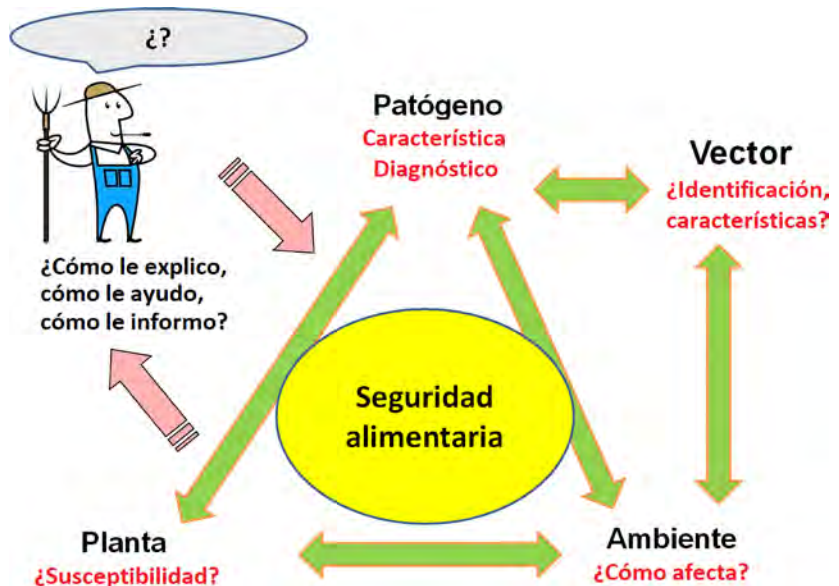 ¿?
Patógeno
Característica
Diagnóstico
Vector
¿Identificación,
características?
¿Cómo le explico,
cómo le ayudo,
cómo le informo?
Seguridad
alimentaria
Planta
¿Susceptibilidad?
Ambiente
¿Cómo afecta?